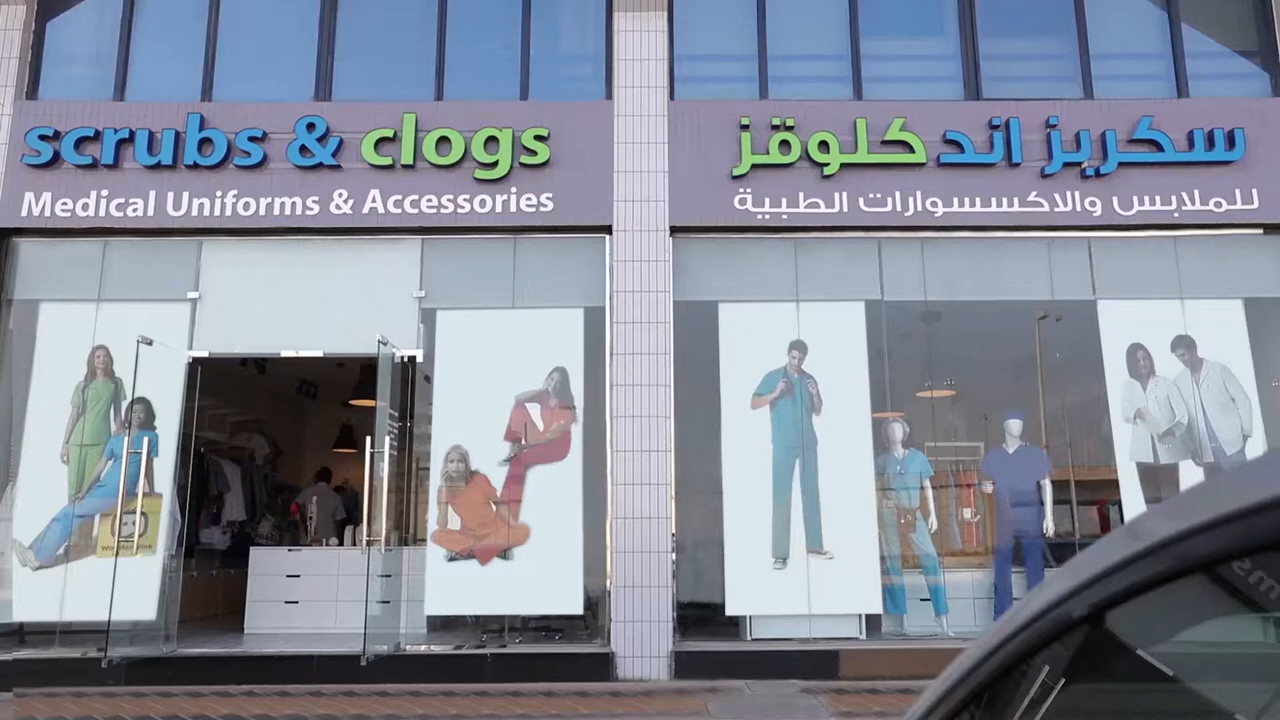 scrubs & clogs
Medical Uniforms & Accessories
سكربز اند كلوقز
للملابس والاكسسوارات الطبية